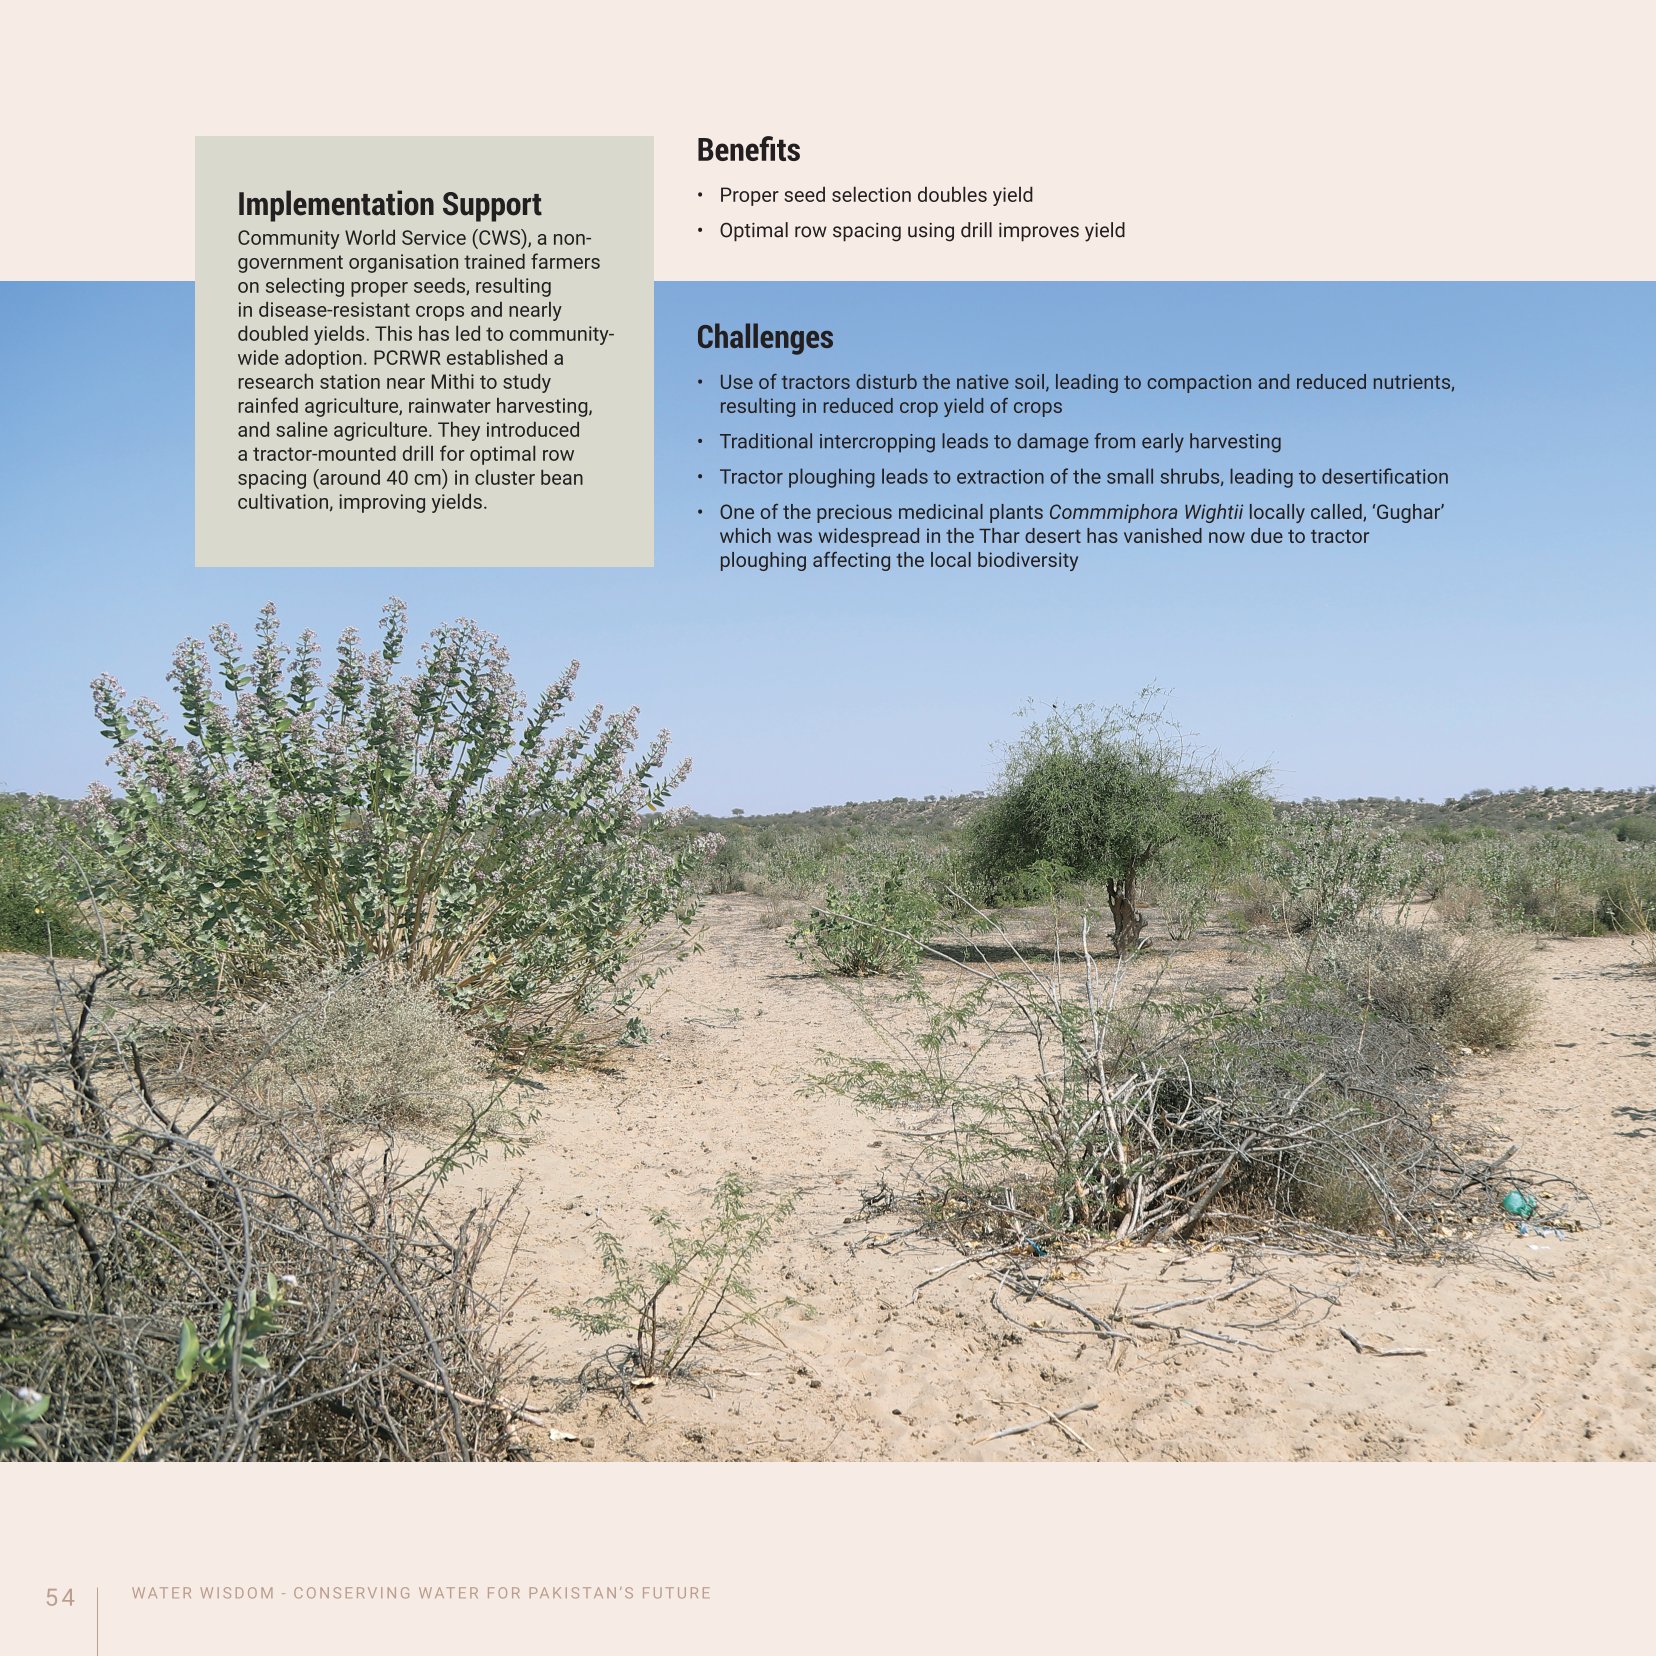 Implementation Support
Community World Service (CWS), a non-
government organisation trained farmers
on selecting proper seeds, resulting
in disease-resistant crops and nearly
doubled yields. This has led to community-
wide adoption. PCRWR established a
research station near Mithi to study
rainfed agriculture, rainwater harvesting,
and saline agriculture. They introduced
a tractor-mounted drill for optimal row
spacing (around 40 cm) in cluster bean
cultivation, improving yields.
Benefits
• Proper seed selection doubles yield
• Optimal row spacing using drill improves yield
Challenges
• Use of tractors disturb the native soil, leading to compaction and reduced nutrients,
resulting in reduced crop yield of crops
• Traditional intercropping leads to damage from early harvesting
• Tractor ploughing leads to extraction of the small shrubs, leading to desertification
• One of the precious medicinal plants Commmiphora Wightii locally called, ‘Gughar’
which was widespread in the Thar desert has vanished now due to tractor
ploughing affecting the local biodiversity
54
WATER WISDOM - CONSERVING WATER FOR PAKISTAN’S FUTURE